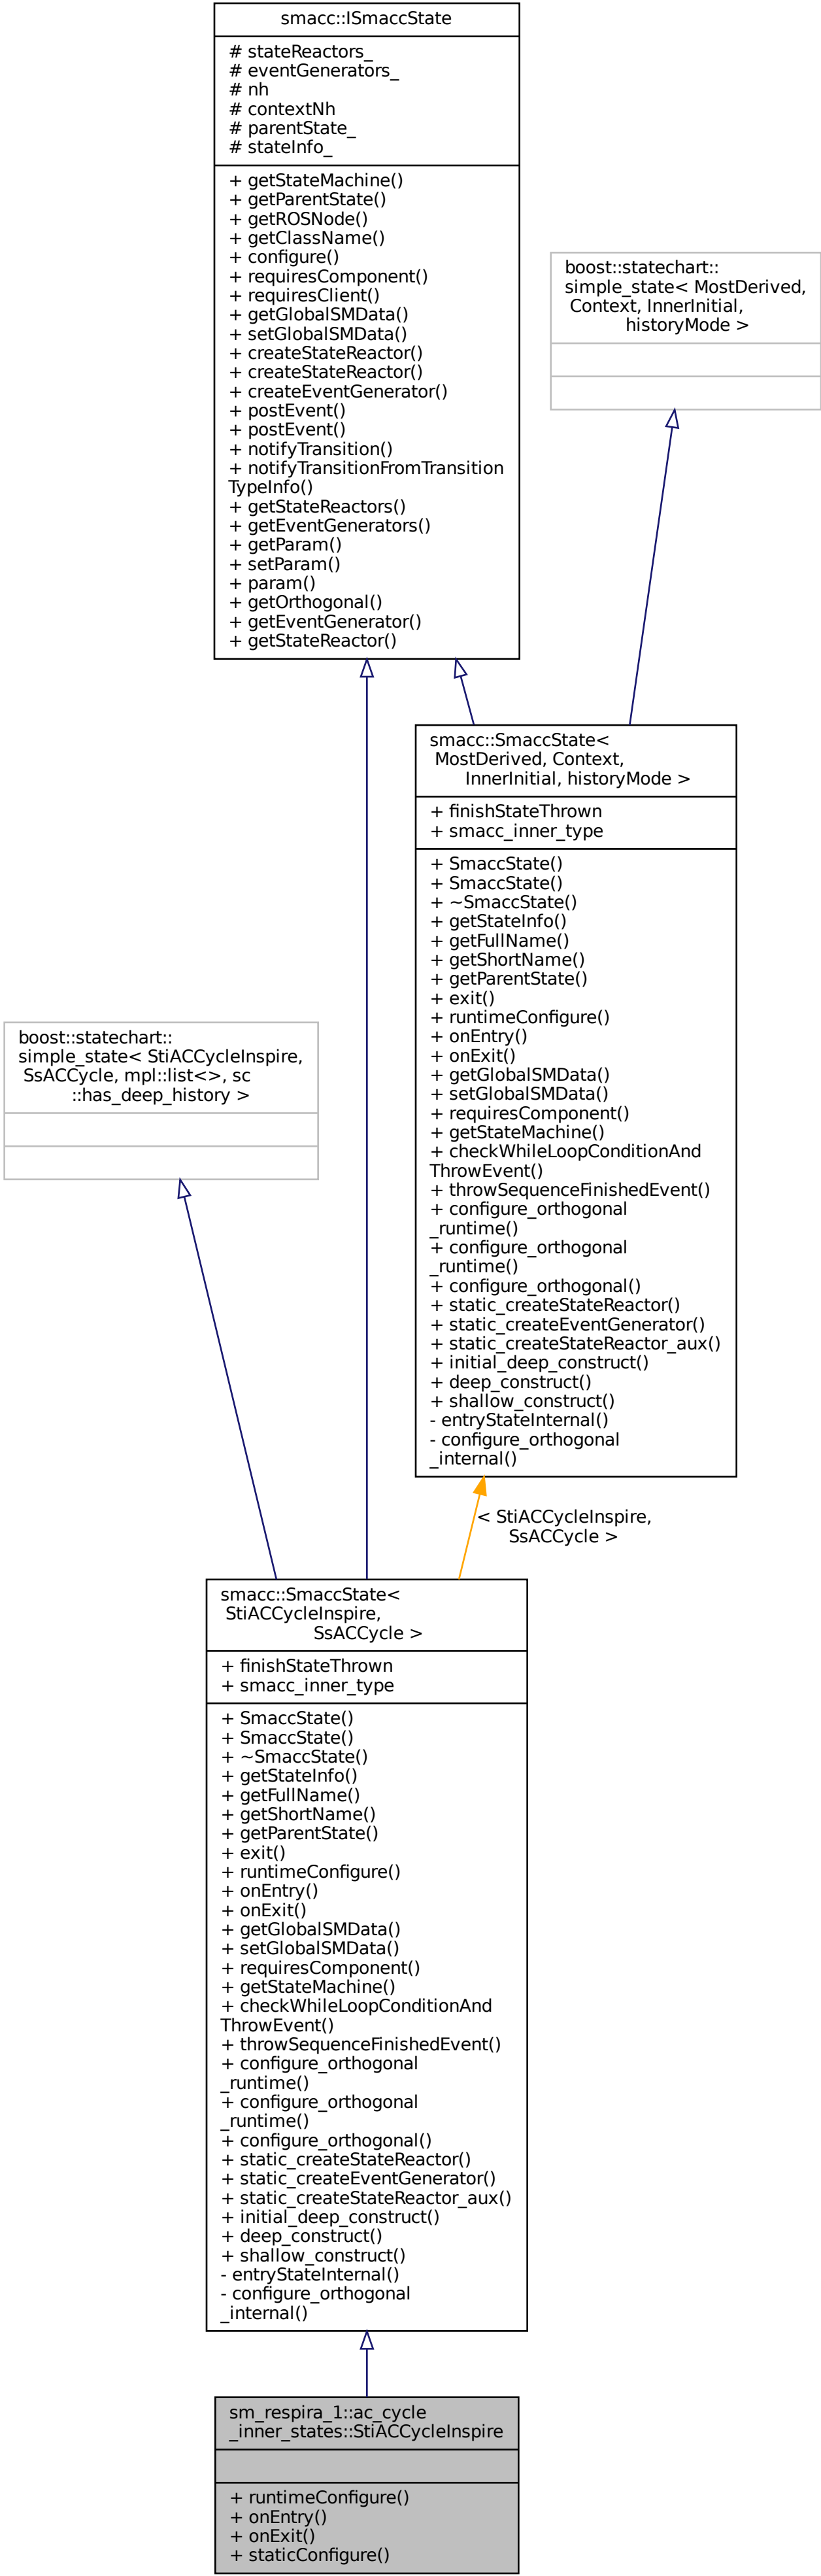 smacc::ISmaccState
# stateReactors_
# eventGenerators_
# nh
# contextNh
# parentState_
# stateInfo_
+ getStateMachine()
+ getParentState()
+ getROSNode()
+ getClassName()
+ configure()
+ requiresComponent()
+ requiresClient()
+ getGlobalSMData()
+ setGlobalSMData()
+ createStateReactor()
+ createStateReactor()
+ createEventGenerator()
+ postEvent()
+ postEvent()
+ notifyTransition()
+ notifyTransitionFromTransition
TypeInfo()
+ getStateReactors()
+ getEventGenerators()
+ getParam()
+ setParam()
+ param()
+ getOrthogonal()
+ getEventGenerator()
+ getStateReactor()
boost::statechart::
simple_state< MostDerived,
Context, InnerInitial,
historyMode >
smacc::SmaccState<
MostDerived, Context,
InnerInitial, historyMode >
+ finishStateThrown
+ smacc_inner_type
+ SmaccState()
+ SmaccState()
+ ~SmaccState()
+ getStateInfo()
+ getFullName()
+ getShortName()
+ getParentState()
+ exit()
+ runtimeConfigure()
+ onEntry()
+ onExit()
+ getGlobalSMData()
+ setGlobalSMData()
+ requiresComponent()
+ getStateMachine()
+ checkWhileLoopConditionAnd
ThrowEvent()
+ throwSequenceFinishedEvent()
+ configure_orthogonal
_runtime()
+ configure_orthogonal
_runtime()
+ configure_orthogonal()
+ static_createStateReactor()
+ static_createEventGenerator()
+ static_createStateReactor_aux()
+ initial_deep_construct()
+ deep_construct()
+ shallow_construct()
- entryStateInternal()
- configure_orthogonal
_internal()
boost::statechart::
simple_state< StiACCycleInspire,
SsACCycle, mpl::list<>, sc
::has_deep_history >
< StiACCycleInspire,
SsACCycle >
smacc::SmaccState<
StiACCycleInspire,
SsACCycle >
+ finishStateThrown
+ smacc_inner_type
+ SmaccState()
+ SmaccState()
+ ~SmaccState()
+ getStateInfo()
+ getFullName()
+ getShortName()
+ getParentState()
+ exit()
+ runtimeConfigure()
+ onEntry()
+ onExit()
+ getGlobalSMData()
+ setGlobalSMData()
+ requiresComponent()
+ getStateMachine()
+ checkWhileLoopConditionAnd
ThrowEvent()
+ throwSequenceFinishedEvent()
+ configure_orthogonal
_runtime()
+ configure_orthogonal
_runtime()
+ configure_orthogonal()
+ static_createStateReactor()
+ static_createEventGenerator()
+ static_createStateReactor_aux()
+ initial_deep_construct()
+ deep_construct()
+ shallow_construct()
- entryStateInternal()
- configure_orthogonal
_internal()
sm_respira_1::ac_cycle
_inner_states::StiACCycleInspire
+ runtimeConfigure()
+ onEntry()
+ onExit()
+ staticConfigure()